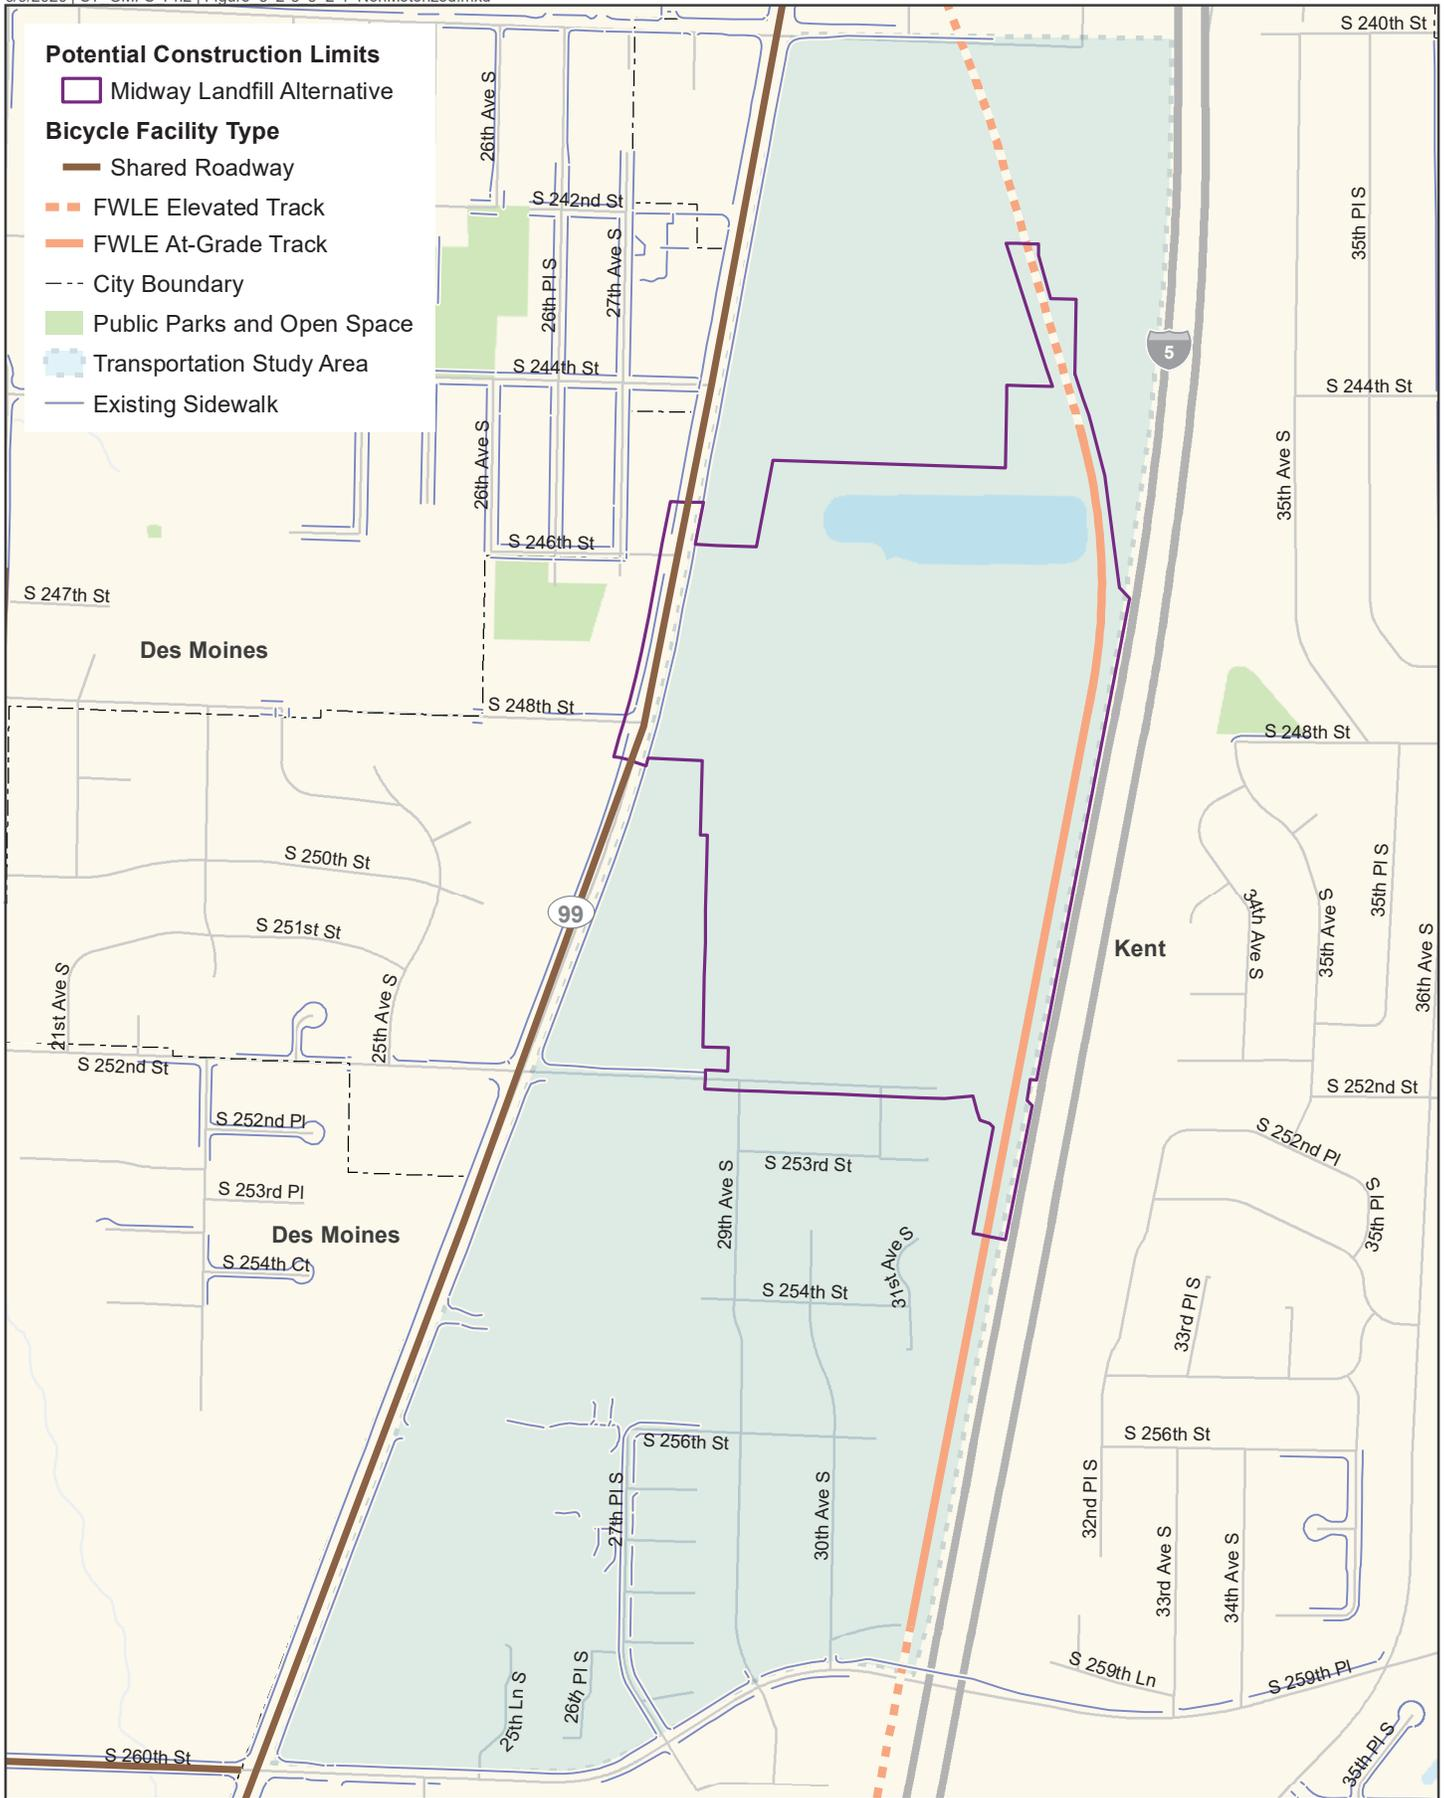 S 240th St
Potential Construction Limits
Midway Landfill Alternative
Bicycle Facility Type
Shared Roadway
FWLE Elevated Track
FWLE At-Grade Track
City Boundary
Public Parks and Open Space
Transportation Study Area
Existing Sidewalk
26th Ave S
S 242nd St
26th Pl S
27th Ave S
35th Pl S
5
S 244th St
S 244th St
26th Ave S
35th Ave S
S 246th St
S 247th St
Des Moines
S 248th St
S 248th St
S 250th St
35th Pl S
99
S 251st St
34th Ave S
35th Ave S
Kent
36th Ave S
21st Ave S
25th Ave S
S 252nd St
S 252nd St
S 252nd Pl
S 252nd Pl
S 253rd St
S 253rd Pl
29th Ave S
35th Pl S
Des Moines
S 254th Ct
31st Ave S
S 254th St
33rd Pl S
S 256th St
S 256th St
27th Pl S
30th Ave S
32nd Pl S
33rd Ave S
34th Ave S
S 259th Ln
S 259th Pl
25th Ln S
26th Pl S
S 260th St
35th Pl S